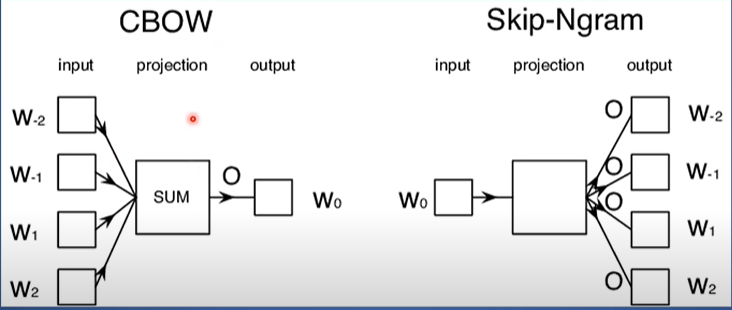 CBOW
input projection output
W-2
W-1
W1
W2
SUM
O
W0
Skip-Ngram
input projection output
W0
O
O
O
O
W-2
W-1
W1
W2